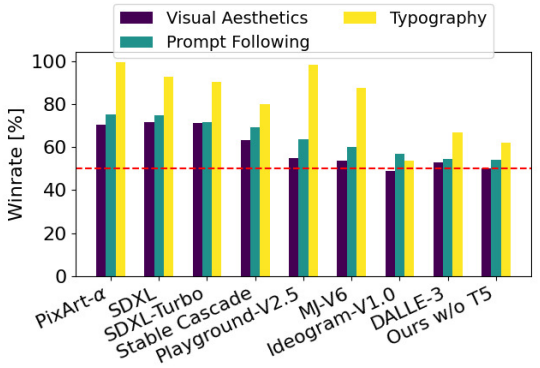 Visual Aesthetics
Prompt Following
Typography
Winrate [%]
100
80
60
40
20
0
PixArt-α
SDXL
SDXL-Turbo
Stable Cascade
Playground-V2.5
MJ-V6
Ideogram-V1.0
DALLE-3
Ours w/o T5